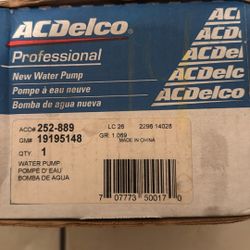 ACDelco
Professional
New Water Pump
Pompe à eau neuve
Bomba de agua nueva
ACDelco
ACDelco
ACDelco
ACDelco
ACD# 252-889
GM# 19195148
QTY 1
LC 26 2296 14028
GR: 1.069
MADE IN CHINA
WATER PUMP
POMPE D' EAU
BOMBA DE AGUA
7 07773 50017 0